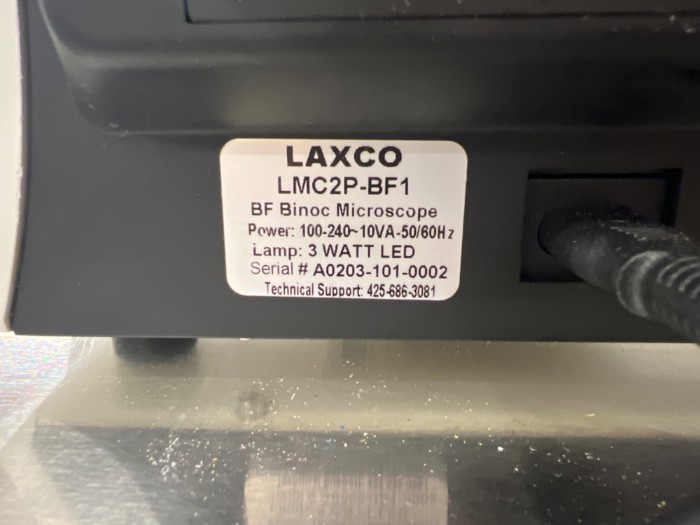 LAXCO
LMC2P-BF1
BF Binoc Microscope
Power: 100-240~10VA-50/60Hz
Lamp: 3 WATT LED
Serial # A0203-101-0002
Technical Support: 425-686-3081